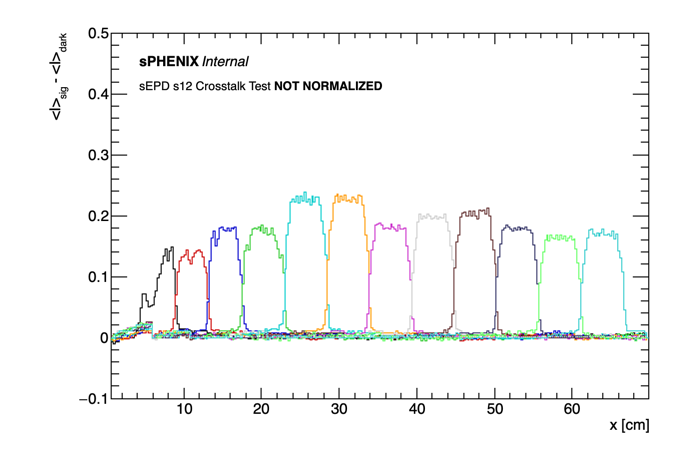 0.5
<I>sig - <I>dark
sPHENIX Internal
sEPD s12 Crosstalk Test NOT NORMALIZED
0.4
0.3
0.2
0.1
0
−0.1
10 20 30 40 50 60
x [cm]